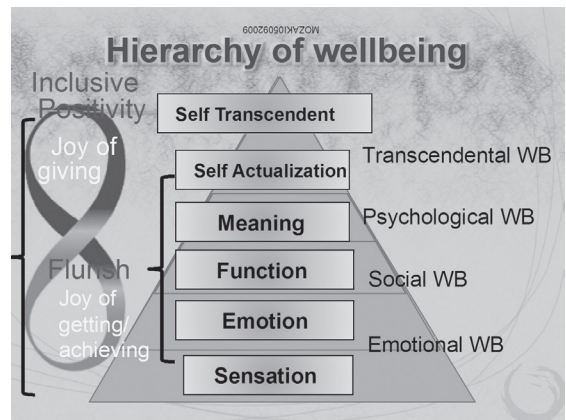 MOZAKI05092009
Hierarchy of wellbeing
Inclusive
Positivity
Joy of
giving
Flurish
Joy of
getting/
achieving
Self Transcendent
Self Actualization
Meaning
Function
Emotion
Sensation
Transcendental WB
Psychological WB
Social WB
Emotional WB